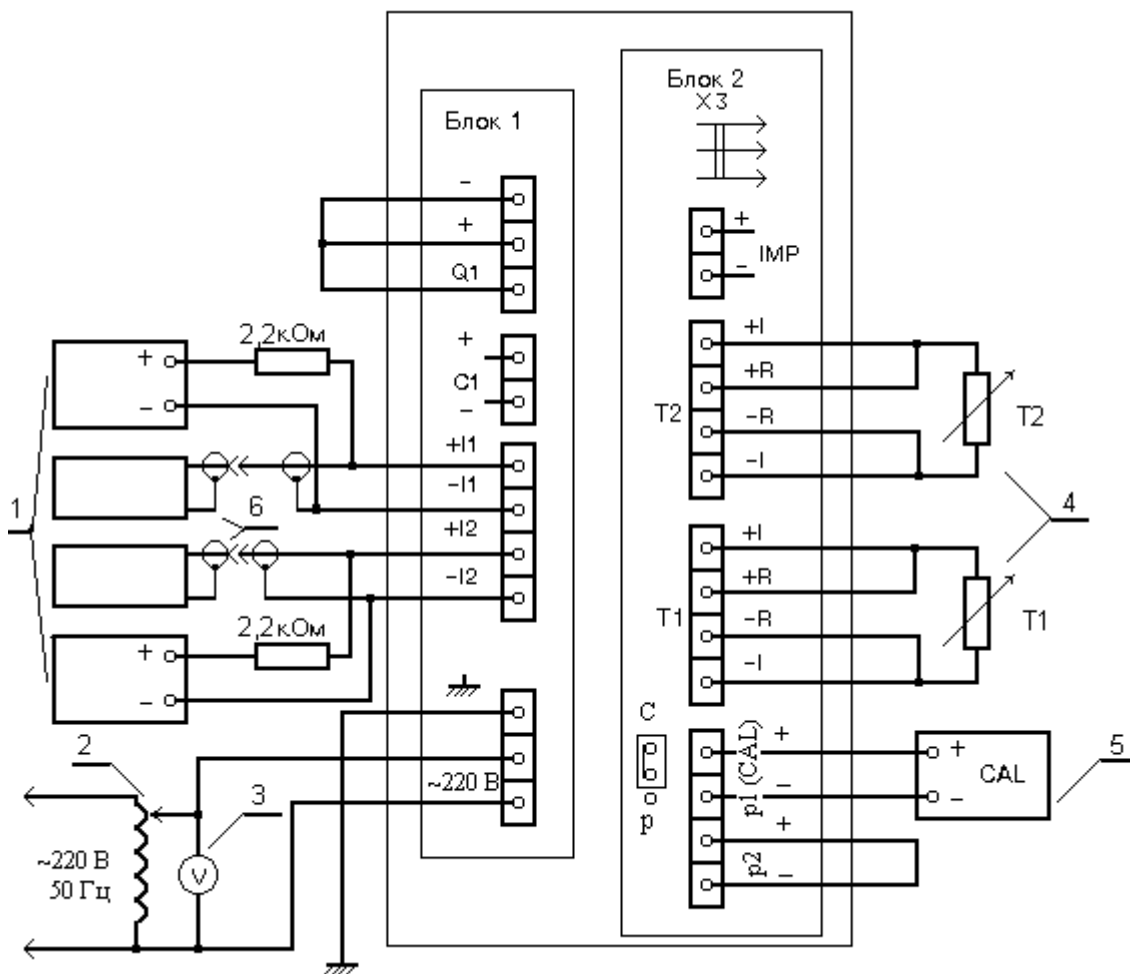 Блок 1
-
+
Q1
+
C1
-
+I1
-I1
+I2
-I2
~220 В
2,2кОм
+
-
1
6
2,2кОм
+
-
2
3
~220 В
50 Гц
V
Блок 2
X3
+
IMP
-
+I
+R
T2
-R
-I
T2
4
+I
+R
T1
-R
-I
T1
C
p
p1 (CAL)
+
-
p2
+
-
+
CAL
-
5